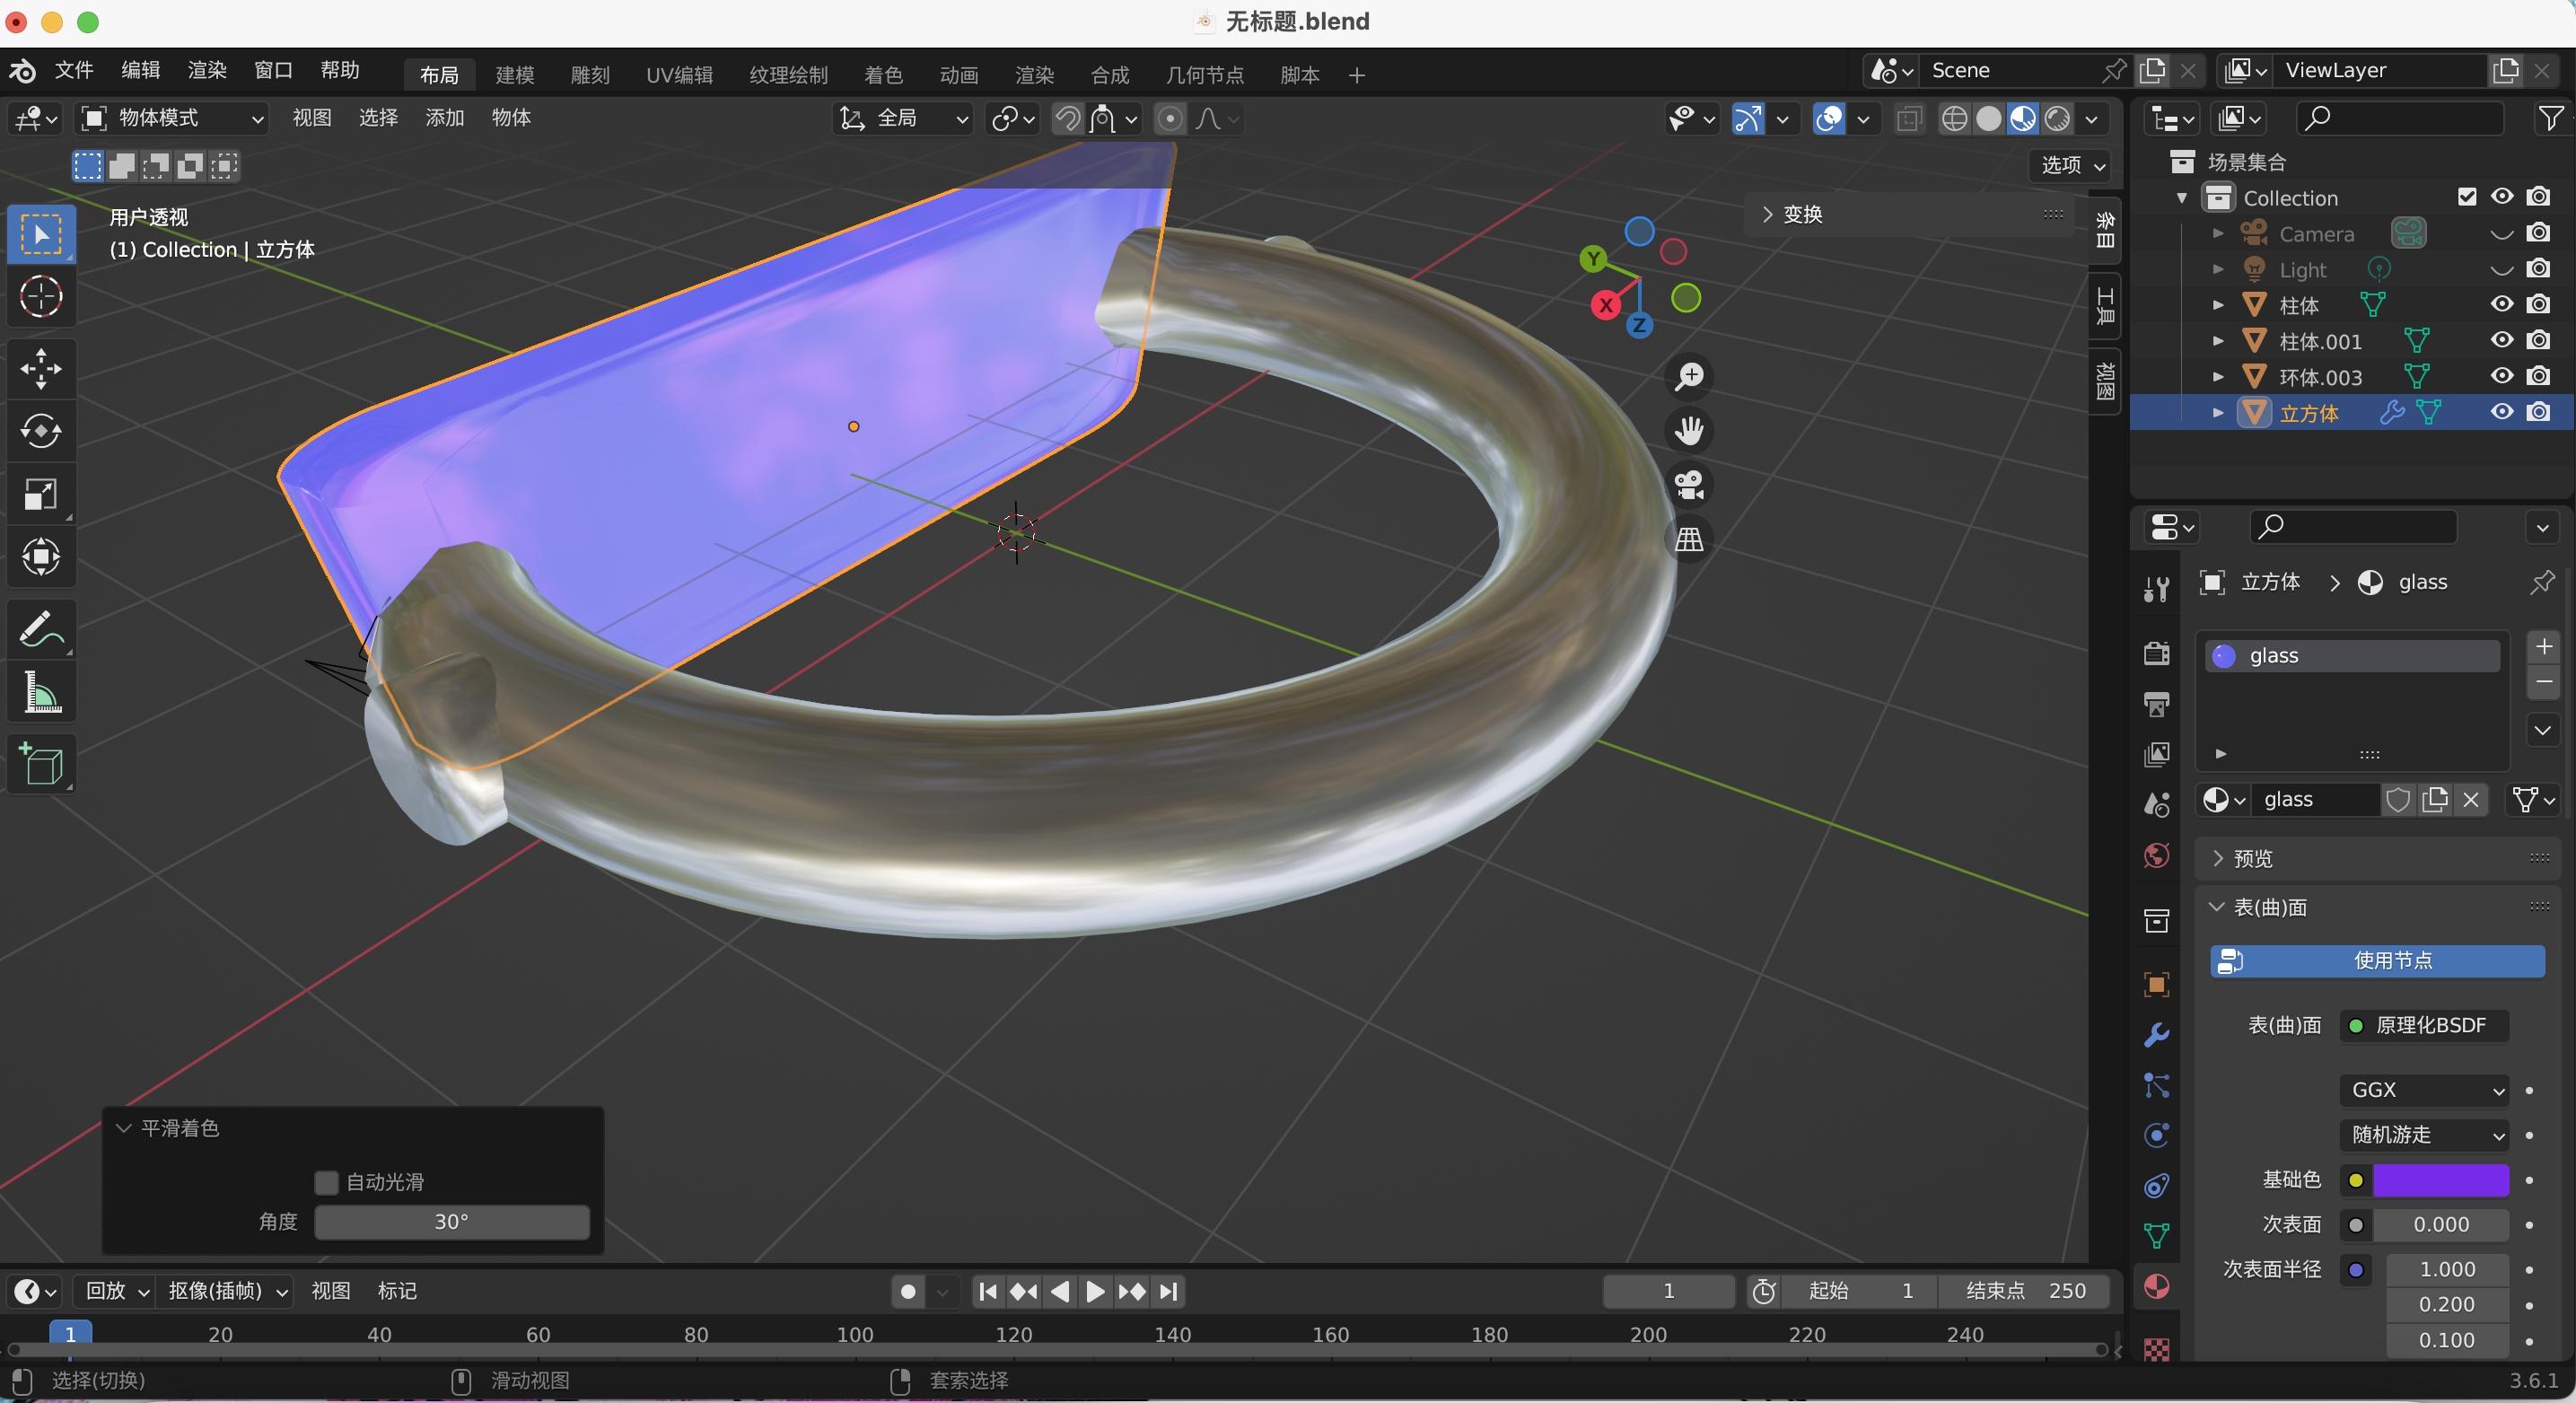 无标题.blend
文件 编辑 渲染 窗口 帮助 布局 建模 雕刻 UV编辑 纹理绘制 着色 动画 渲染 合成 几何节点 脚本 + Scene ViewLayer
物体模式 视图 选择 添加 物体 全局
选项
用户透视
(1) Collection | 立方体
变换
条目
工具
视图
Y
X
Z
平滑着色
自动光滑
角度 30°
场景集合
Collection
Camera
Light
柱体
柱体.001
环体.003
立方体
立方体 > glass
glass
glass
预览
表(曲)面
使用节点
表(曲)面 原理化BSDF
GGX
随机游走
基础色
次表面 0.000
次表面半径 1.000
0.200
0.100
回放 抠像(插帧) 视图 标记 1 起始 1 结束点 250
1 20 40 60 80 100 120 140 160 180 200 220 240
选择(切换) 滑动视图 套索选择 3.6.1